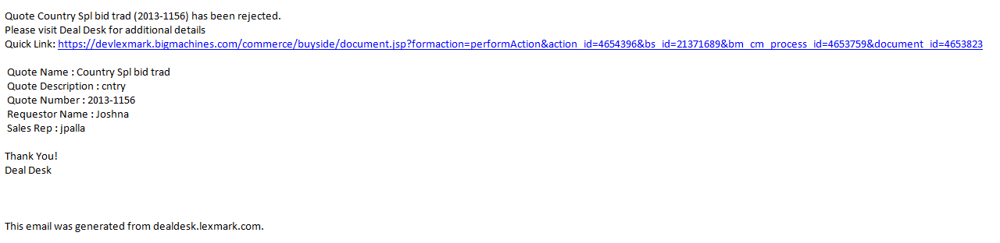 Quote Country Spl bid trad (2013-1156) has been rejected.
Please visit Deal Desk for additional details
Quick Link: https://devlexmark.bigmachines.com/commerce/buyside/document.jsp?formaction=performAction&action_id=4654396&bs_id=21371689&bm_cm_process_id=4653759&document_id=4653823
Quote Name : Country Spl bid trad
Quote Description : cntry
Quote Number : 2013-1156
Requestor Name : Joshna
Sales Rep : jpalla
Thank You!
Deal Desk
This email was generated from dealdesk.lexmark.com.